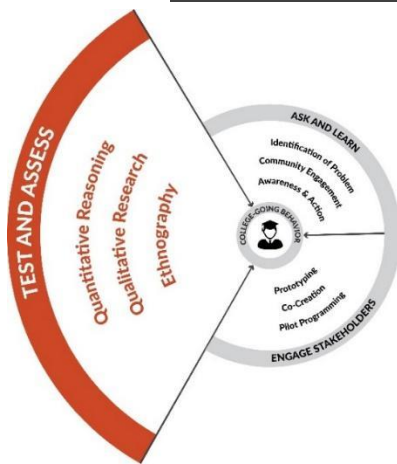 TEST AND ASSESS
Quantitative Reasoning
Qualitative Research
Ethnography
ASK AND LEARN
Identification of Problem
Community Engagement
Awareness & Action
COLLEGE-GOING BEHAVIOR
Prototyping
Co-Creation
Pilot Programming
ENGAGE STAKEHOLDERS